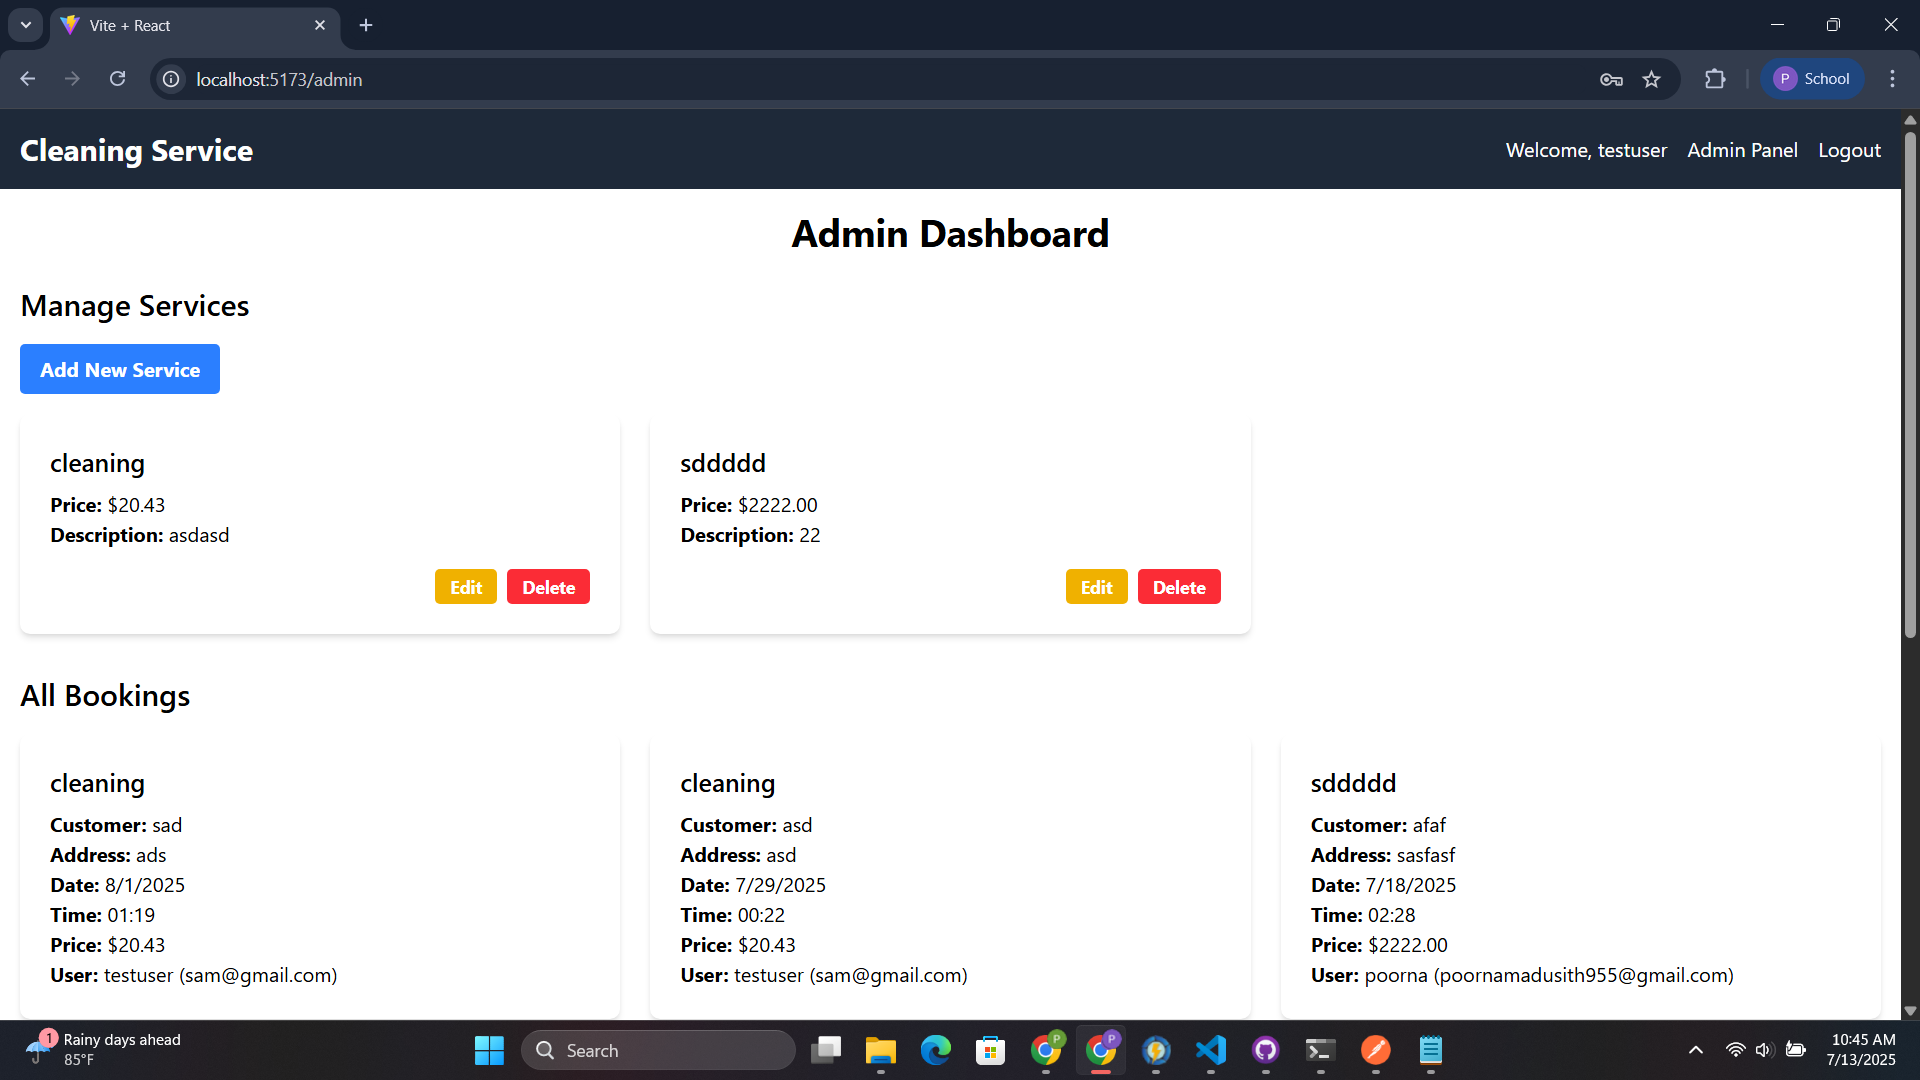 Vite + React
localhost:5173/admin
P School
Cleaning Service
Welcome, testuser Admin Panel Logout
Admin Dashboard
Manage Services
Add New Service
cleaning
Price: $20.43
Description: asdasd
Edit Delete
sddddd
Price: $2222.00
Description: 22
Edit Delete
All Bookings
cleaning
Customer: sad
Address: ads
Date: 8/1/2025
Time: 01:19
Price: $20.43
User: testuser (sam@gmail.com)
cleaning
Customer: asd
Address: asd
Date: 7/29/2025
Time: 00:22
Price: $20.43
User: testuser (sam@gmail.com)
sddddd
Customer: afaf
Address: sasfasf
Date: 7/18/2025
Time: 02:28
Price: $2222.00
User: poorna (poornamadusith955@gmail.com)
1
Rainy days ahead
85°F
Search
P
P
10:45 AM
7/13/2025